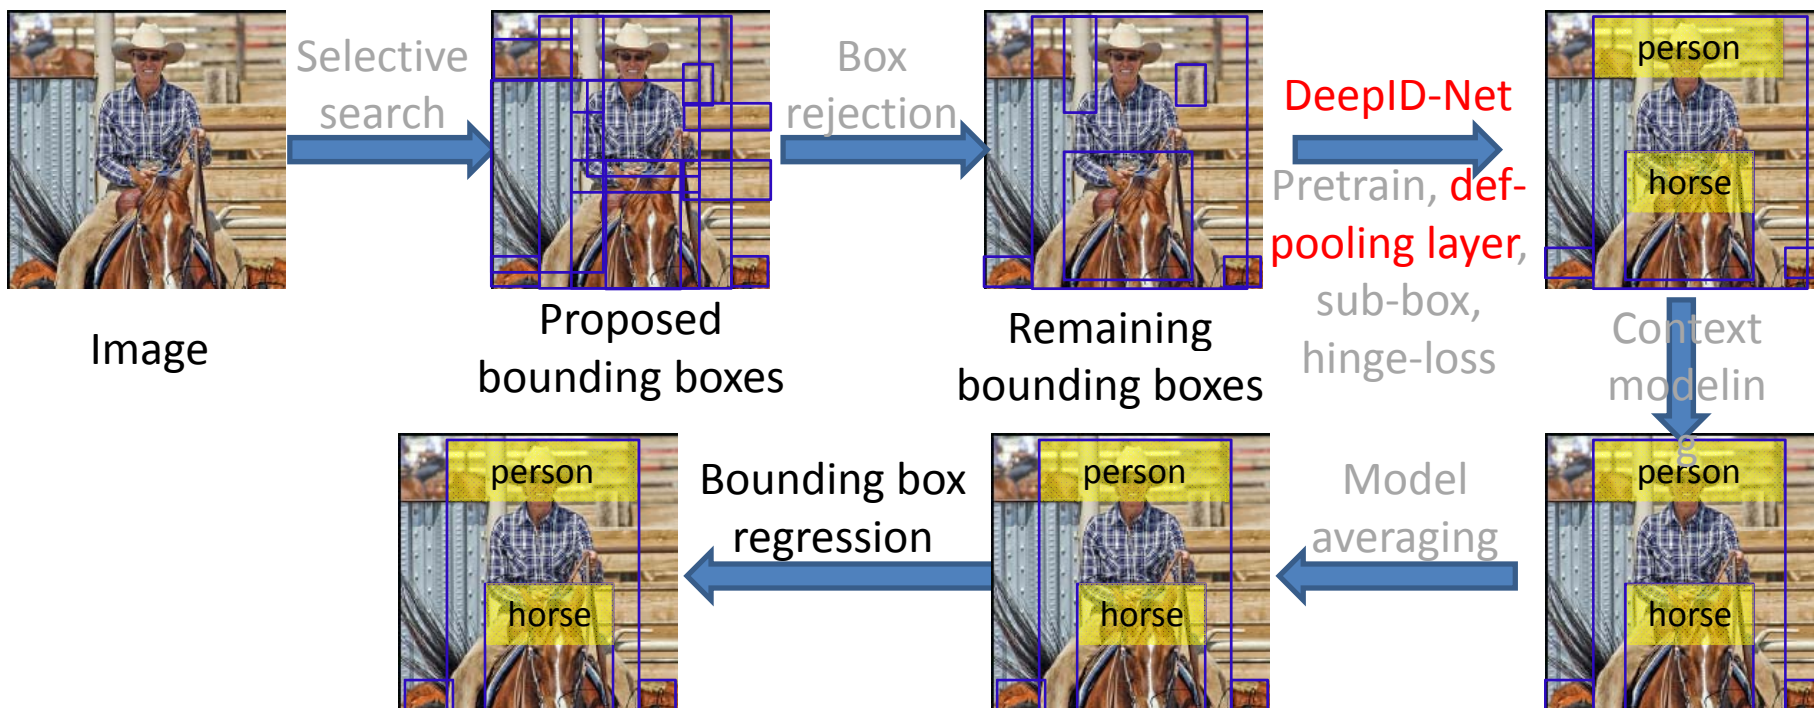 Selective
search
Box
rejection
DeepID-Net
Pretrain, def-
pooling layer,
sub-box,
hinge-loss
person
horse
Image
Proposed
bounding boxes
Remaining
bounding boxes
Context
modelin
g
person
horse
Bounding box
regression
person
horse
Model
averaging
person
horse